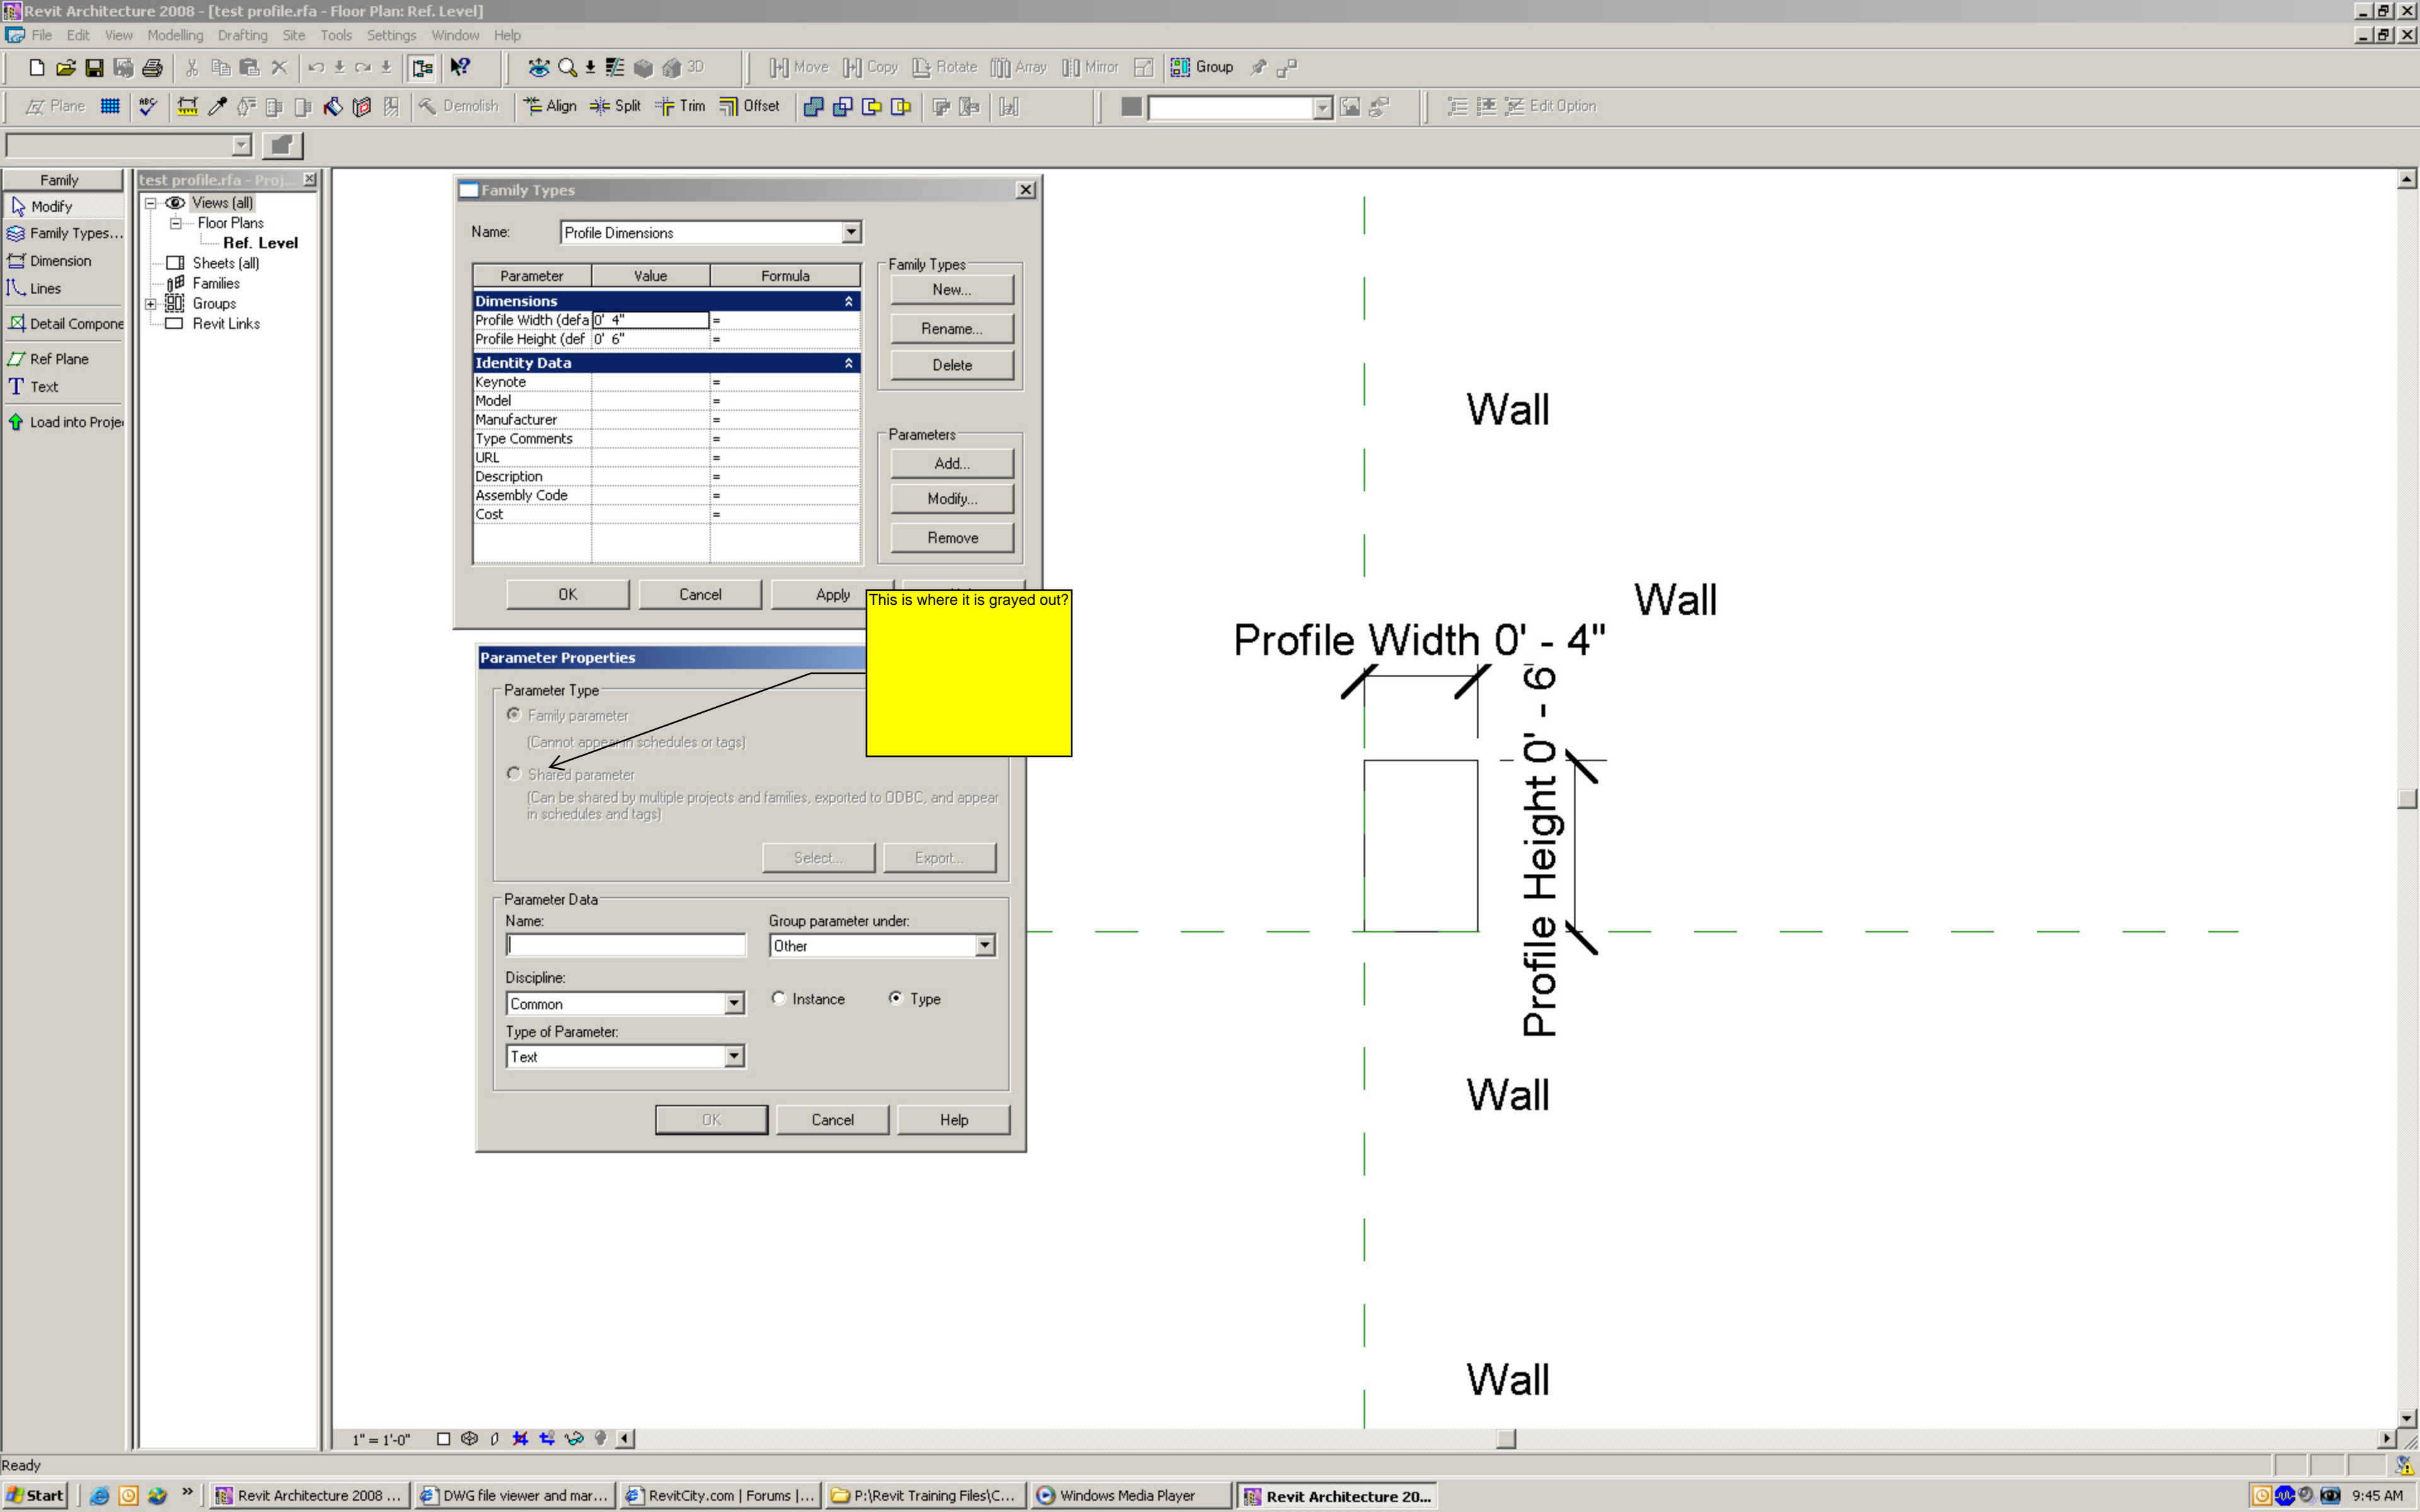 Revit Architecture 2008 - [test profile.rfa - Floor Plan: Ref. Level]
File Edit View Modelling Drafting Site Tools Settings Window Help
3D Move Copy Rotate Array Mirror Group
Plane Demolish Align Split Trim Offset Edit Option
Family
Modify
Family Types...
Dimension
Lines
Detail Compone
Ref Plane
Text
Load into Projec
test profile.rfa - Proj...
Views (all)
Floor Plans
Ref. Level
Sheets (all)
Families
Groups
Revit Links
Family Types
Name: Profile Dimensions
Parameter Value Formula
Dimensions
Profile Width (defa 0' 4" =
Profile Height (def 0' 6" =
Identity Data
Keynote =
Model =
Manufacturer =
Type Comments =
URL =
Description =
Assembly Code =
Cost =
Family Types
New...
Rename...
Delete
Parameters
Add...
Modify...
Remove
OK Cancel Apply
This is where it is grayed out?
Parameter Properties
Parameter Type
Family parameter
(Cannot appear in schedules or tags)
Shared parameter
(Can be shared by multiple projects and families, exported to ODBC, and appear
in schedules and tags)
Select... Export...
Parameter Data
Name:
Group parameter under:
Other
Discipline:
Common
Instance Type
Type of Parameter:
Text
OK Cancel Help
Wall
Wall
Profile Width 0' - 4"
Profile Height 0' - 6
Wall
Wall
1" = 1'-0"
Ready
Start Revit Architecture 2008 ... DWG file viewer and mar... RevitCity.com | Forums |... P:\Revit Training Files\C... Windows Media Player Revit Architecture 20... 9:45 AM